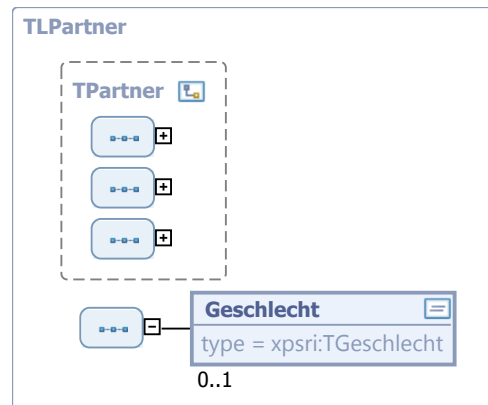 TLPartner
TPartner
Geschlecht
type = xpsri:TGeschlecht
0..1